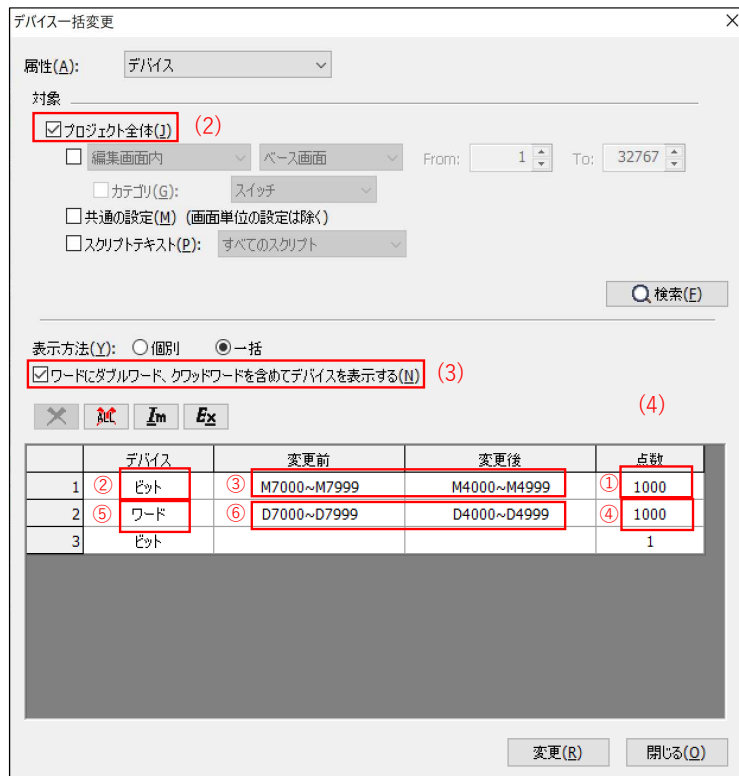 デバイス一括変更
属性(A): デバイス
対象
プロジェクト全体(J) (2)
編集画面内 ベース画面 From: 1 To: 32767
カテゴリ(G): スイッチ
共通の設定(M) (画面単位の設定は除く)
スクリプトテキスト(P): すべてのスクリプト
検索(F)
表示方法(Y): 個別 一括
ワードにダブルワード、クワッドワードを含めてデバイスを表示する(N) (3)
ALL Im Ex (4)
デバイス 変更前 変更後 点数
1 ② ビット ③ M7000~M7999 M4000~M4999 ① 1000
2 ⑤ ワード ⑥ D7000~D7999 D4000~D4999 ④ 1000
3 ビット 1
変更(R) 閉じる(O)